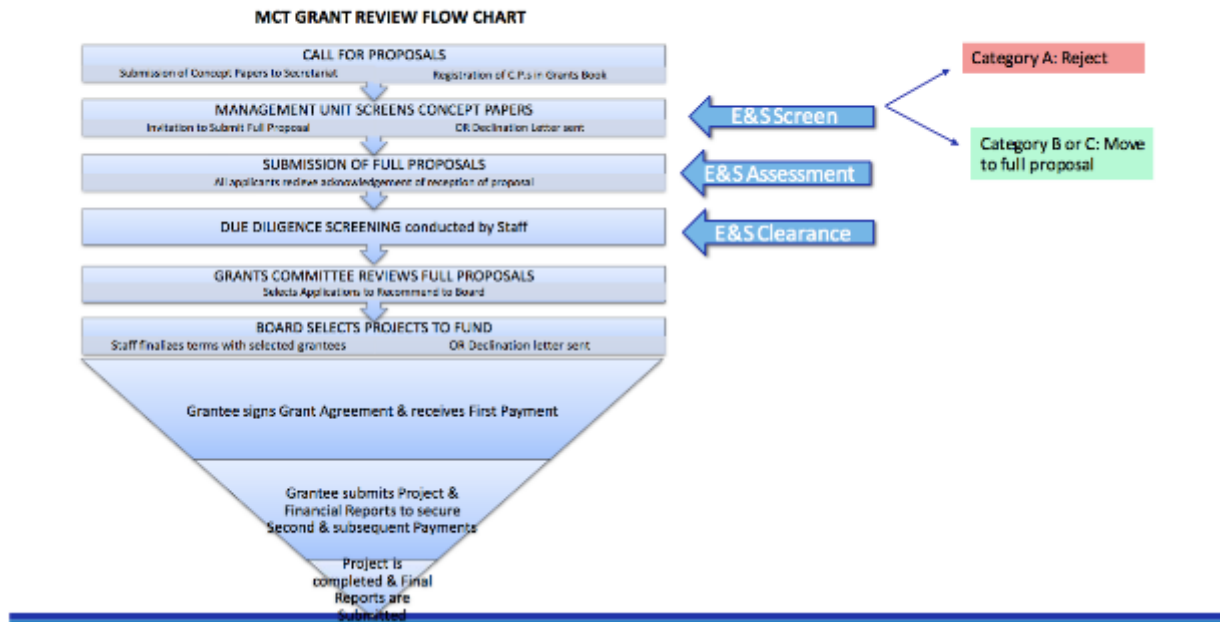 MCT GRANT REVIEW FLOW CHART
CALL FOR PROPOSALS
Submission of Concept Papers to Secretariat
Registration of C.P.s in Grants Book
MANAGEMENT UNIT SCREENS CONCEPT PAPERS
Invitation to Submit Full Proposal
OR Declination Letter sent
SUBMISSION OF FULL PROPOSALS
All applicants recieve acknowledgement of reception of proposal
DUE DILIGENCE SCREENING conducted by Staff
GRANTS COMMITTEE REVIEWS FULL PROPOSALS
Selects Applications to Recommend to Board
BOARD SELECTS PROJECTS TO FUND
Staff finalizes terms with selected grantees
OR Declination letter sent
Grantee signs Grant Agreement & receives First Payment
Grantee submits Project &
Financial Reports to secure
Second & subsequent Payments
Project is
completed & Final
Reports are
Submitted
E&S Screen
E&S Assessment
E&S Clearance
Category A: Reject
Category B or C: Move
to full proposal